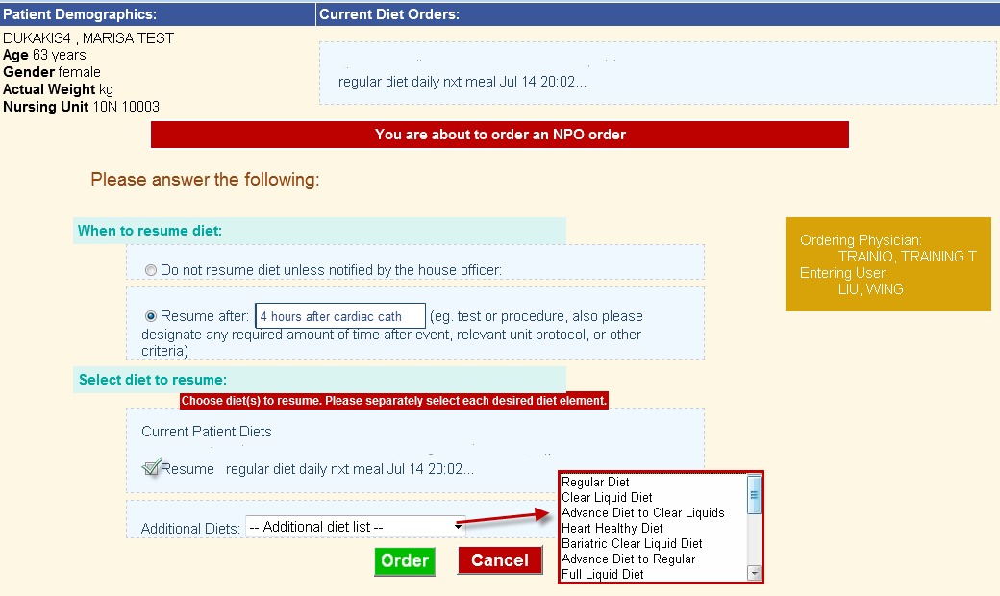 Patient Demographics:
Current Diet Orders:
DUKAKIS4 , MARISA TEST
Age 63 years
Gender female
Actual Weight kg
Nursing Unit 10N 10003
regular diet daily nxt meal Jul 14 20:02...
You are about to order an NPO order
Please answer the following:
When to resume diet:
Do not resume diet unless notified by the house officer:
Resume after: 4 hours after cardiac cath (eg. test or procedure, also please
designate any required amount of time after event, relevant unit protocol, or other
criteria)
Ordering Physician:
TRAINIO, TRAINING T
Entering User:
LIU, WING
Select diet to resume:
Choose diet(s) to resume. Please separately select each desired diet element.
Current Patient Diets
Resume regular diet daily nxt meal Jul 14 20:02...
Additional Diets: -- Additional diet list --
Regular Diet
Clear Liquid Diet
Advance Diet to Clear Liquids
Heart Healthy Diet
Bariatric Clear Liquid Diet
Advance Diet to Regular
Full Liquid Diet
Order
Cancel